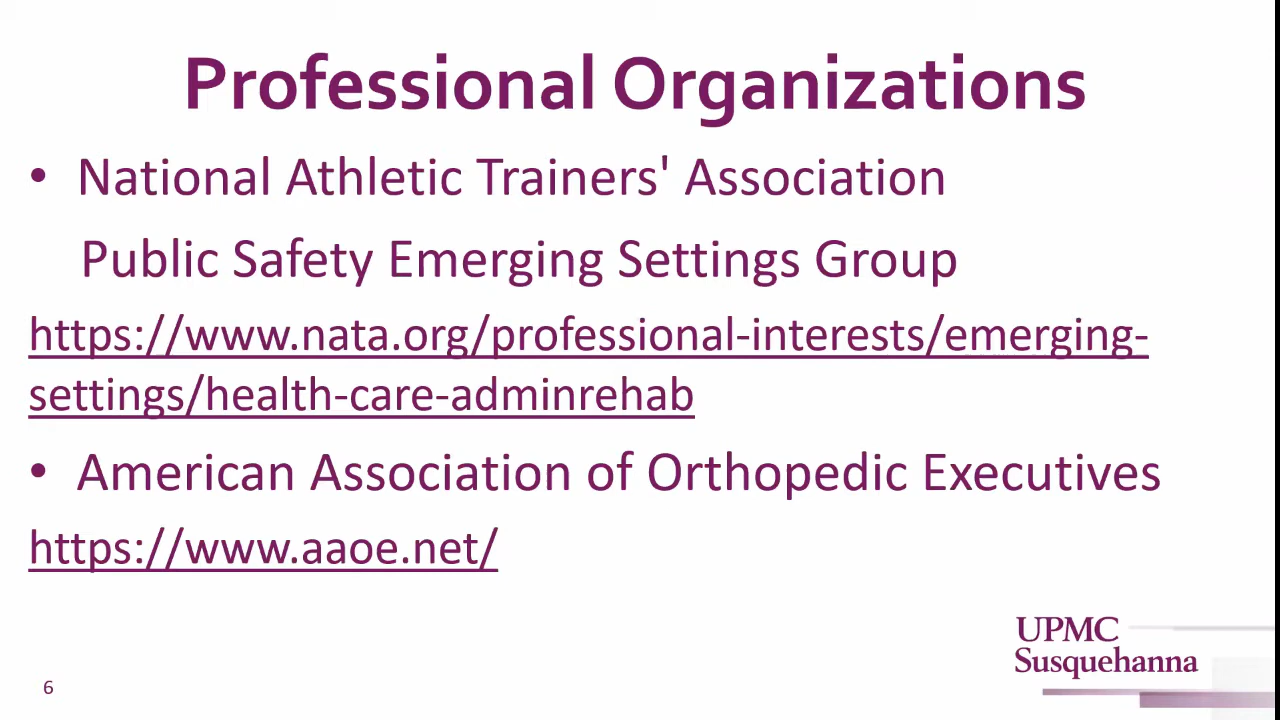 Professional Organizations
• National Athletic Trainers' Association
Public Safety Emerging Settings Group
https://www.nata.org/professional-interests/emerging-
settings/health-care-adminrehab
• American Association of Orthopedic Executives
https://www.aaoe.net/
UPMC
Susquehanna
6